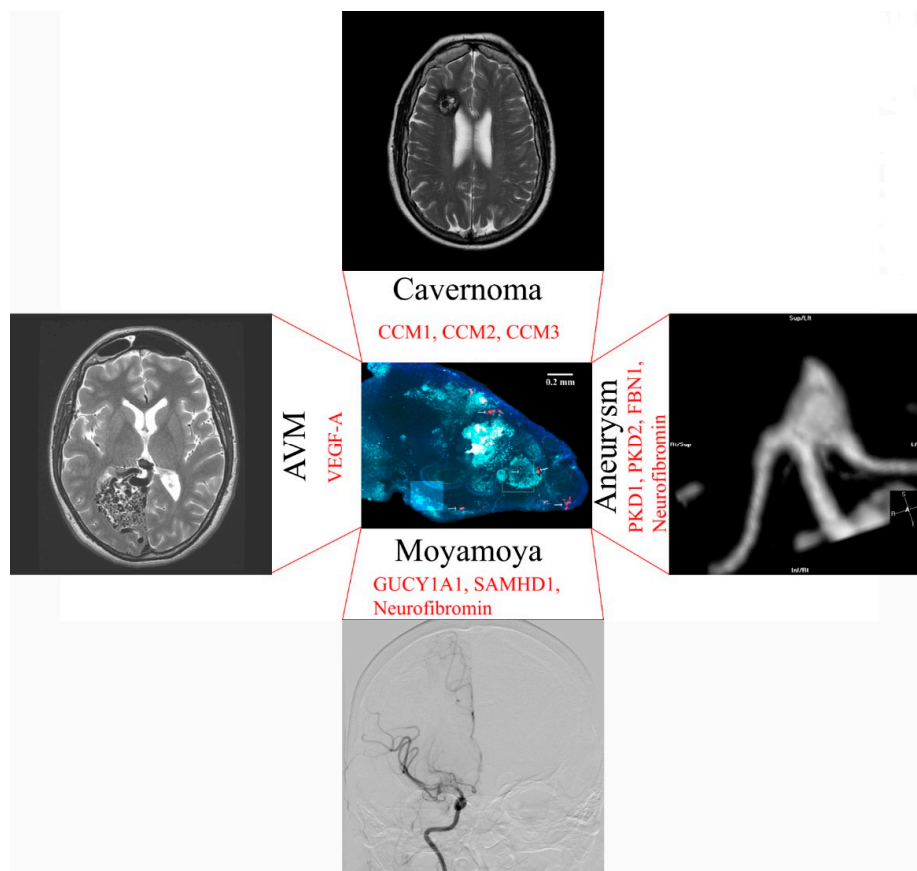 Cavernoma
CCM1, CCM2, CCM3
AVM
VEGF-A
0.2 mm
Aneurysm
PKD1, PKD2, FBN1,
Neurofibromin
Sup/Lft
Inf/Rt
S
R
A
Moyamoya
GUCY1A1, SAMHD1,
Neurofibromin